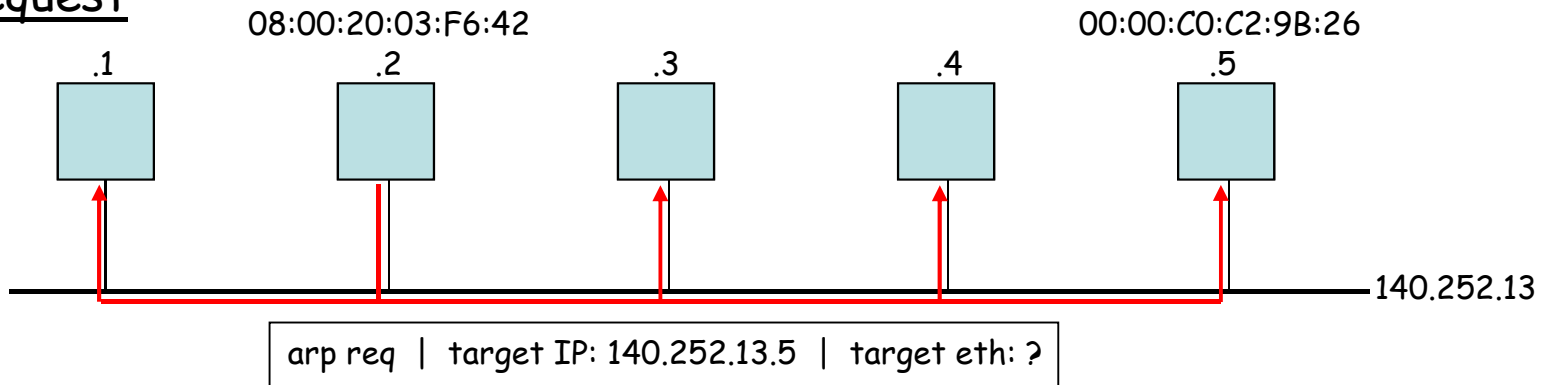 08:00:20:03:F6:42 00:00:C0:C2:9B:26
.1 .2 .3 .4 .5
140.252.13
arp req | target IP: 140.252.13.5 | target eth: ?